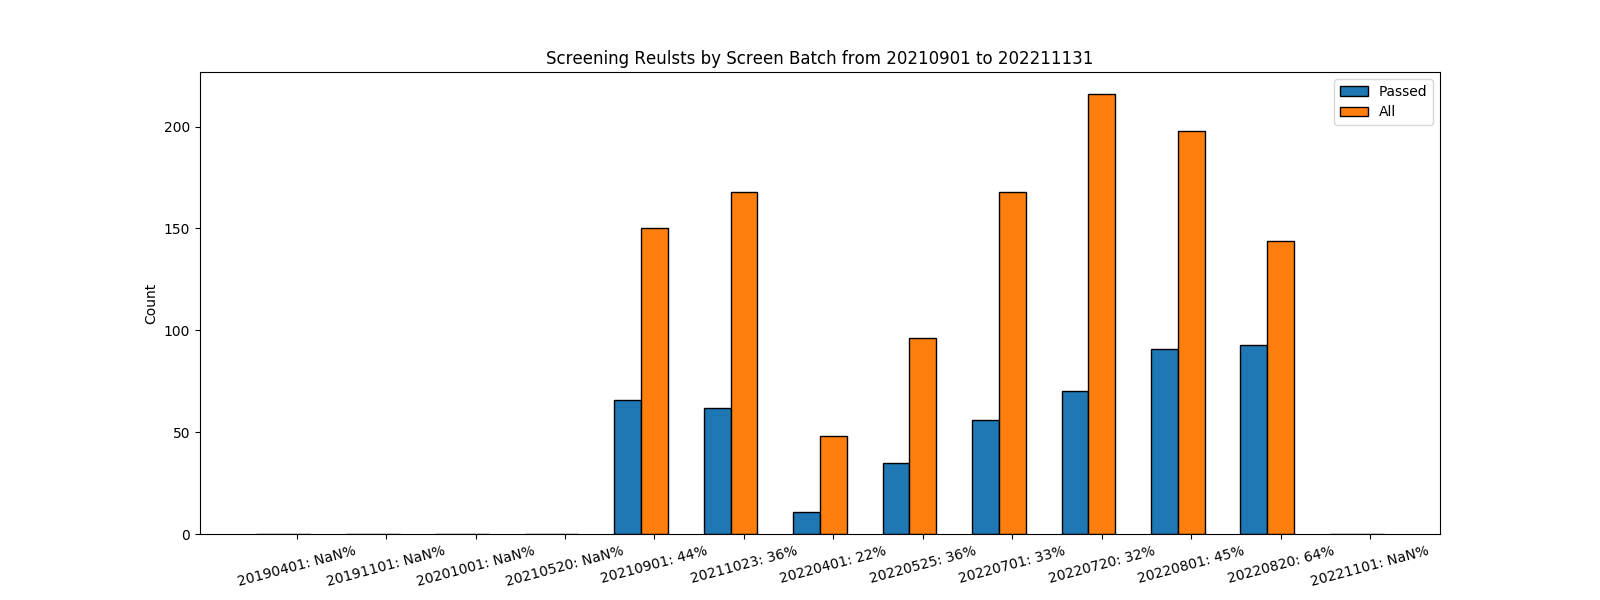 Screening Reulsts by Screen Batch from 20210901 to 202211131
Passed
All
Count
200
150
100
50
0
20190401: NaN%
20191101: NaN%
20201001: NaN%
20210520: NaN%
20210901: 44%
20211023: 36%
20220401: 22%
20220525: 36%
20220701: 33%
20220720: 32%
20220801: 45%
20220820: 64%
20221101: NaN%